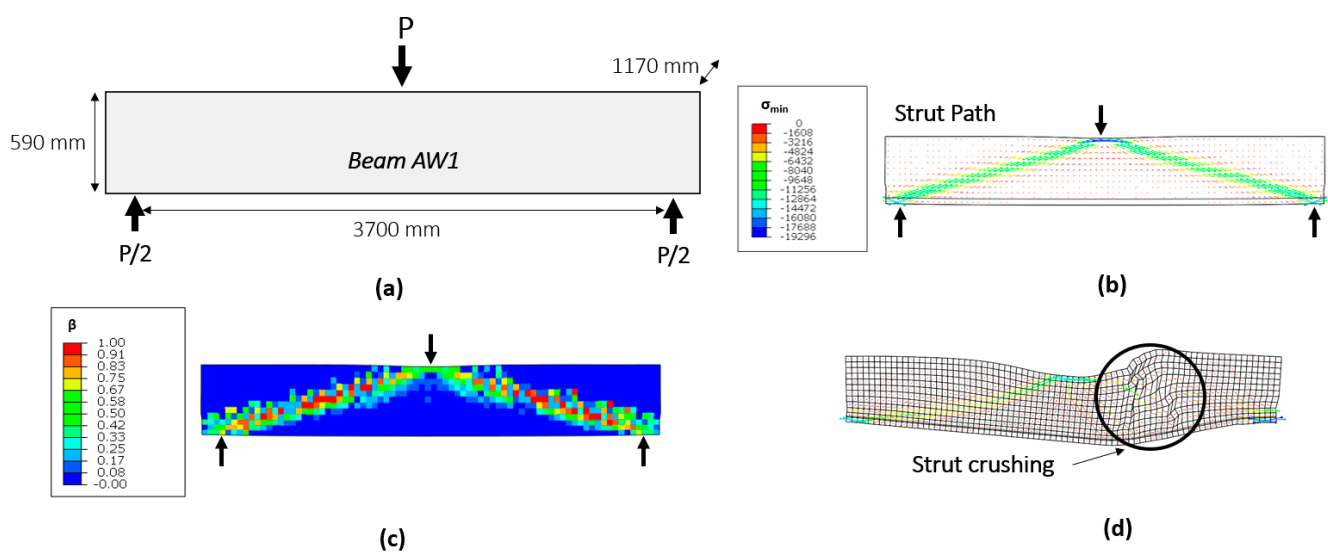 P
1170 mm
590 mm
Beam AW1
3700 mm
P/2
P/2
(a)
σmin
0
-1608
-3216
-4824
-6432
-8040
-9648
-11256
-12864
-14472
-16080
-17688
-19296
Strut Path
(b)
β
1.00
0.91
0.83
0.75
0.67
0.58
0.50
0.42
0.33
0.25
0.17
0.08
-0.00
(c)
Strut crushing
(d)